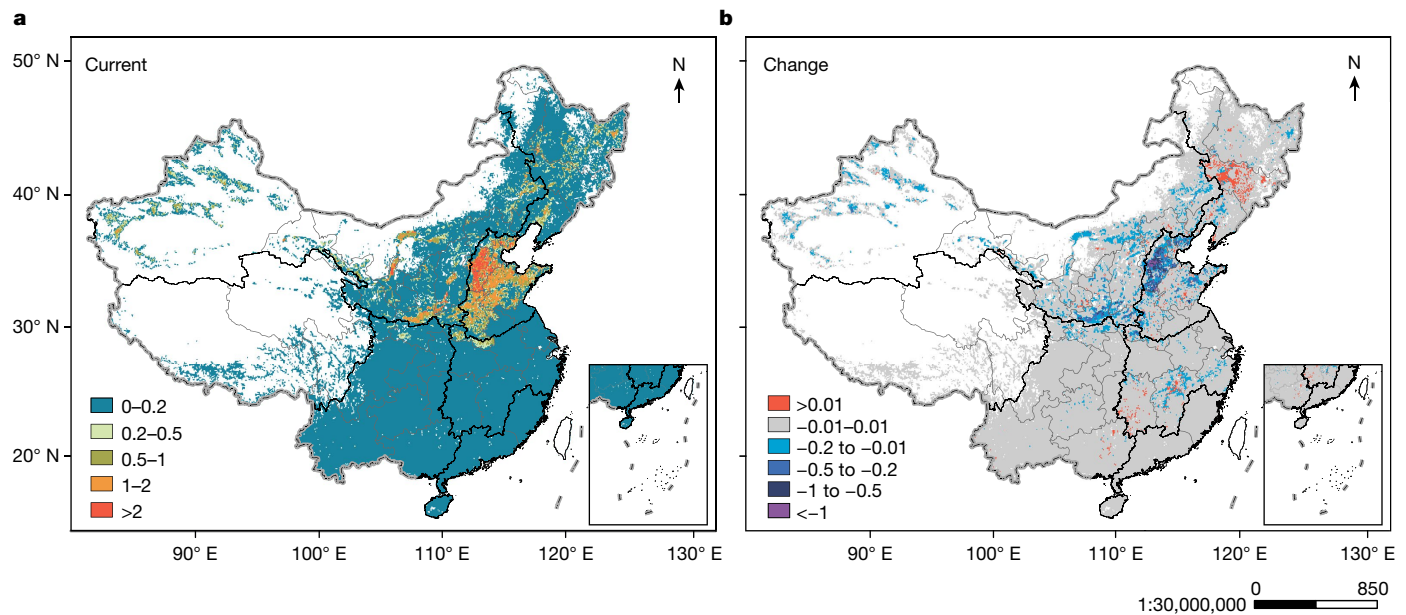 a
Current
N
50° N
40° N
30° N
20° N
0–0.2
0.2–0.5
0.5–1
1–2
>2
90° E
100° E
110° E
120° E
130° E
b
Change
N
>0.01
−0.01–0.01
−0.2 to −0.01
−0.5 to −0.2
−1 to −0.5
<−1
90° E
100° E
110° E
120° E
130° E
0 850
1:30,000,000